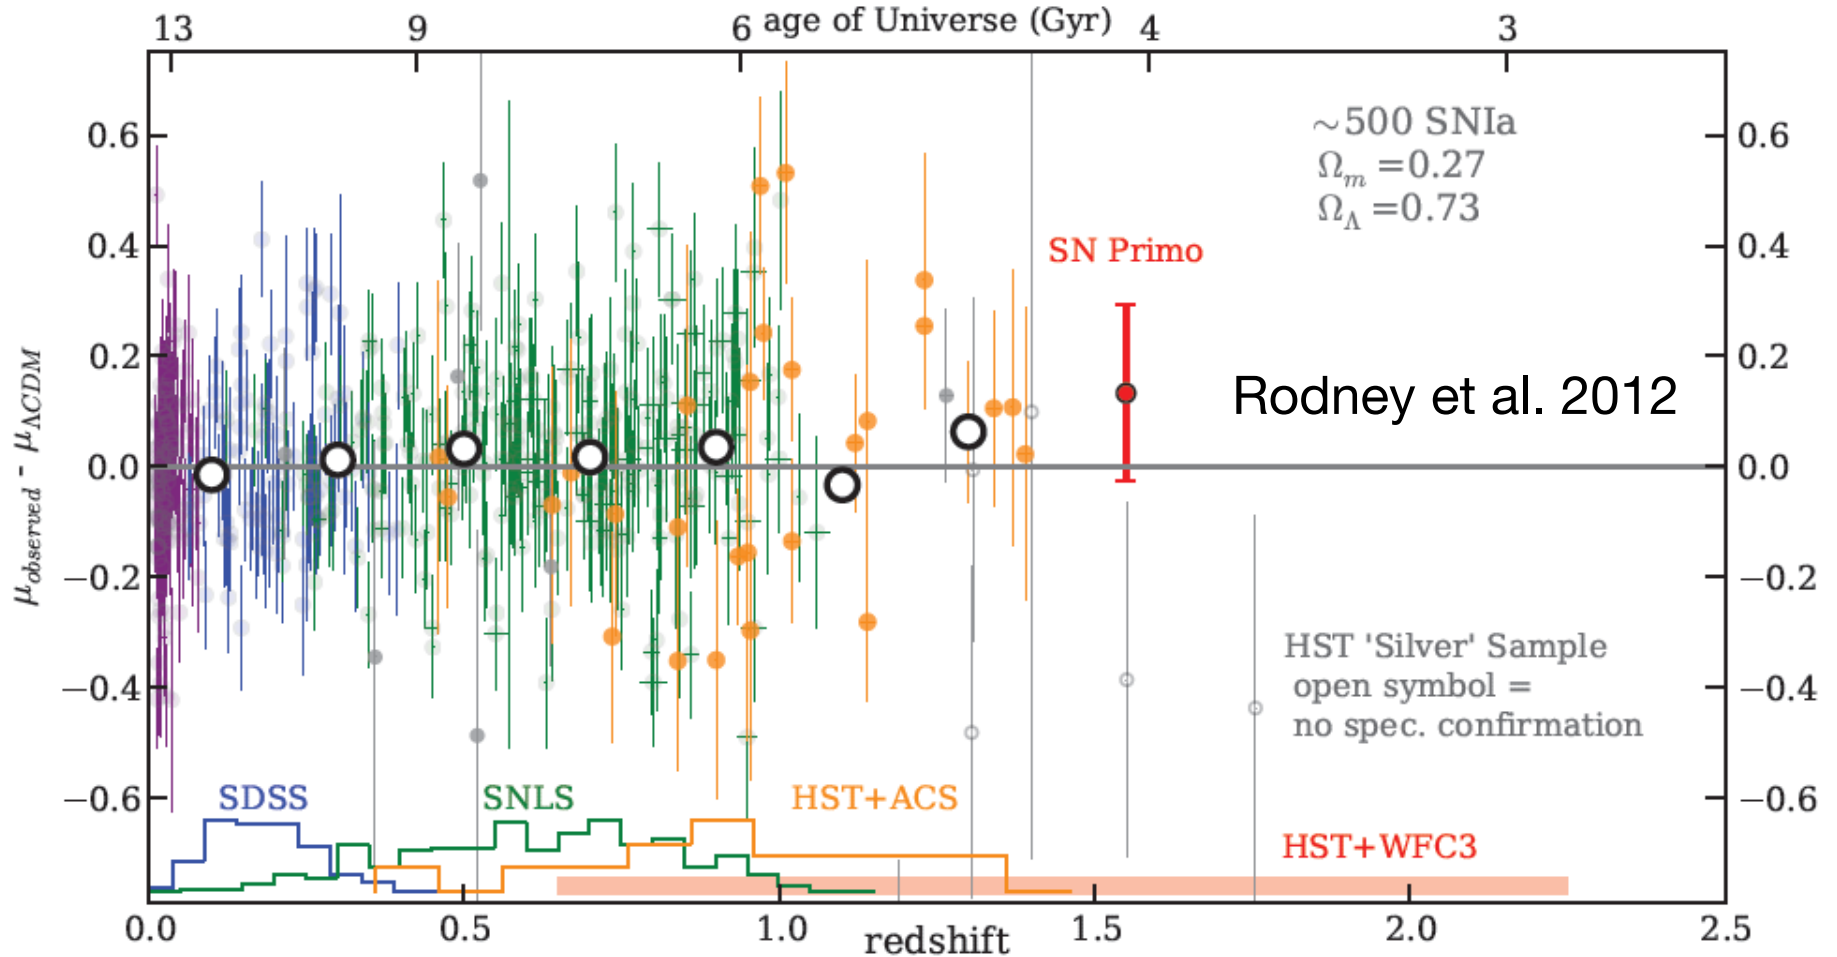 13 9 6 age of Universe (Gyr) 4 3
~500 SNIa
Ωm =0.27
ΩΛ =0.73
SN Primo
Rodney et al. 2012
μobserved - μΛCDM
0.6 0.6
0.4 0.4
0.2 0.2
0.0 0.0
−0.2 −0.2
−0.4 −0.4
−0.6 −0.6
HST 'Silver' Sample
open symbol =
no spec. confirmation
SDSS SNLS HST+ACS
HST+WFC3
0.0 0.5 1.0 1.5 2.0 2.5
redshift